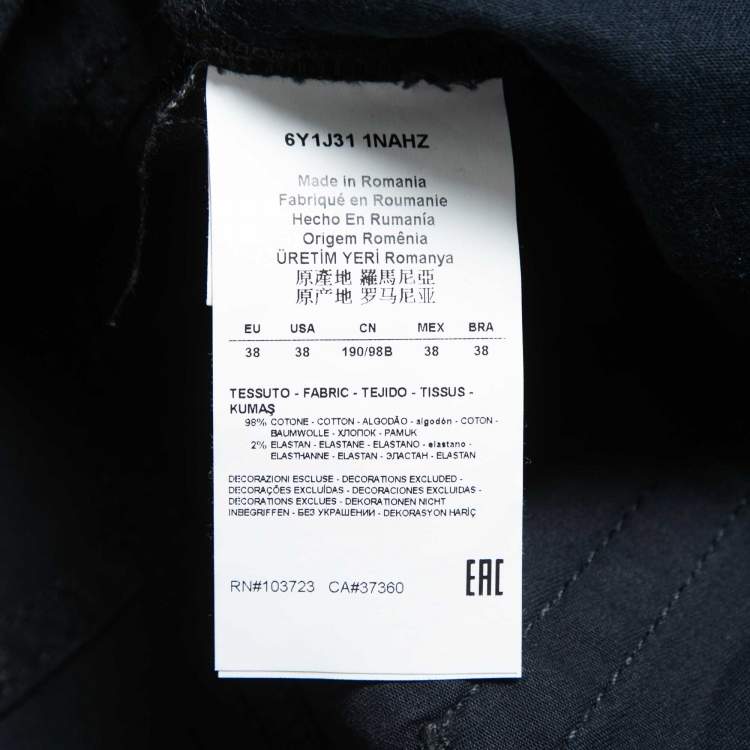 6Y1J31 1NAHZ
Made in Romania
Fabriqué en Roumanie
Hecho En Rumanía
Origem Romênia
ÜRETİM YERİ Romanya
原產地 羅馬尼亞
原产地 罗马尼亚
EU USA CN MEX BRA
38 38 190/98B 38 38
TESSUTO - FABRIC - TEJIDO - TISSUS -
KUMAŞ
98% COTONE - COTTON - ALGODÃO - algodón - COTON -
BAUMWOLLE - ХЛОПОК - PAMUK
2% ELASTAN - ELASTANE - ELASTANO - elastano -
ELASTHANNE - ELASTAN - ЭЛАСТАН - ELASTAN
DECORAZIONI ESCLUSE - DECORATIONS EXCLUDED -
DECORAÇÕES EXCLUÍDAS - DECORACIONES EXCLUIDAS -
DECORATIONS EXCLUES - DEKORATIONEN NICHT
INBEGRIFFEN - БЕЗ УКРАШЕНИИ - DEKORASYON HARİÇ
RN#103723 CA#37360 EAC